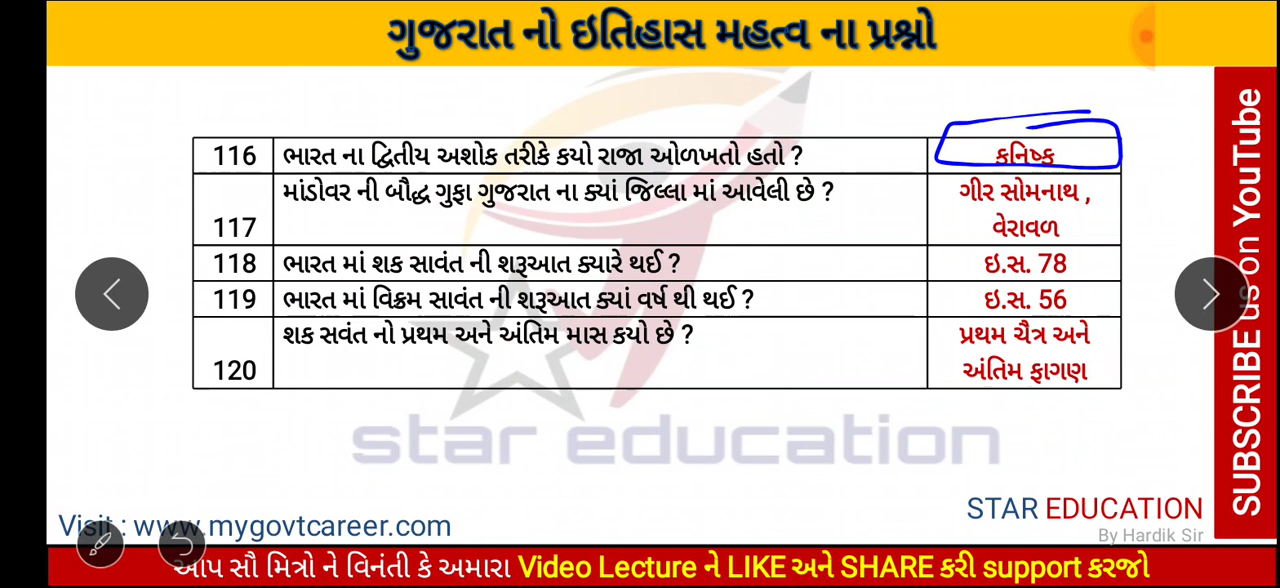 ગુજરાત નો ઇતિહાસ મહત્વ ના પ્રશ્નો
116 ભારત ના દ્વિતીય અશોક તરીકે કયો રાજા ઓળખતો હતો ? કનિષ્ક
117 માંડોવર ની બૌદ્ધ ગુફા ગુજરાત ના ક્યાં જિલ્લા માં આવેલી છે ? ગીર સોમનાથ ,
વેરાવળ
118 ભારત માં શક સાવંત ની શરૂઆત ક્યારે થઈ ? ઇ.સ. 78
119 ભારત માં વિક્રમ સાવંત ની શરૂઆત ક્યાં વર્ષ થી થઈ ? ઇ.સ. 56
120 શક સવંત નો પ્રથમ અને અંતિમ માસ કયો છે ? પ્રથમ ચૈત્ર અને
અંતિમ ફાગણ
star education
STAR EDUCATION
Visit : www.mygovtcareer.com
By Hardik Sir
આપ સૌ મિત્રો ને વિનંતી કે અમારા Video Lecture ને LIKE અને SHARE કરી support કરજો
SUBSCRIBE us on YouTube